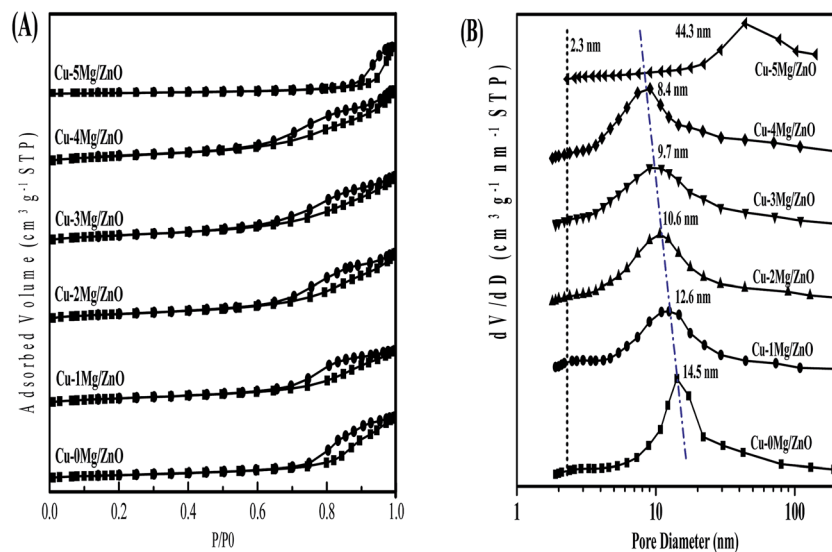 (A)
Adsorbed Volume (cm³ g⁻¹ STP)
Cu-5Mg/ZnO
Cu-4Mg/ZnO
Cu-3Mg/ZnO
Cu-2Mg/ZnO
Cu-1Mg/ZnO
Cu-0Mg/ZnO
0.0 0.2 0.4 0.6 0.8 1.0
P/P0
(B)
dV/dD (cm³ g⁻¹ nm⁻¹ STP)
2.3 nm
44.3 nm
Cu-5Mg/ZnO
8.4 nm
Cu-4Mg/ZnO
9.7 nm
Cu-3Mg/ZnO
10.6 nm
Cu-2Mg/ZnO
12.6 nm
Cu-1Mg/ZnO
14.5 nm
Cu-0Mg/ZnO
1 10 100
Pore Diameter (nm)